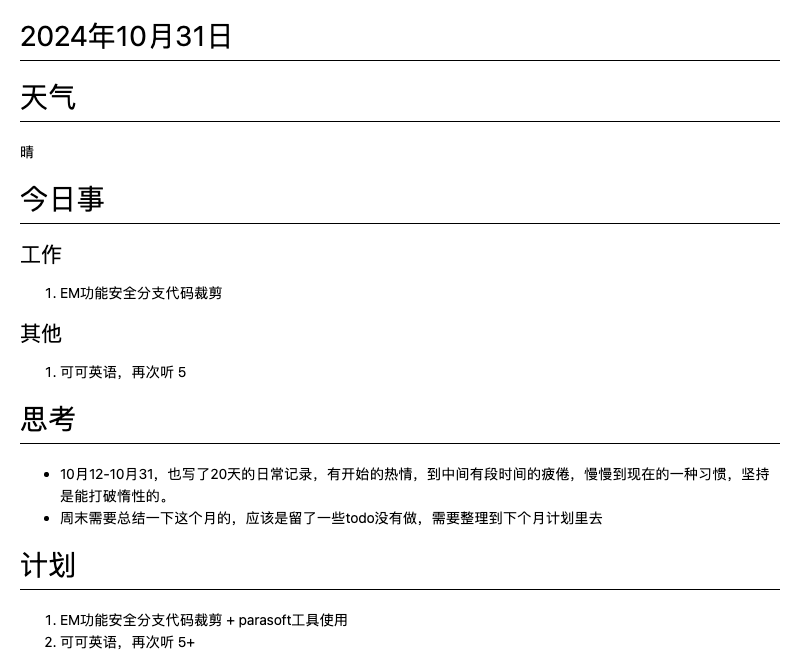 2024年10月31日
天气
晴
今日事
工作
1. EM功能安全分支代码裁剪
其他
1. 可可英语，再次听 5
思考
• 10月12-10月31，也写了20天的日常记录，有开始的热情，到中间有段时间的疲倦，慢慢到现在的一种习惯，坚持
是能打破惰性的。
• 周末需要总结一下这个月的，应该是留了一些todo没有做，需要整理到下个月计划里去
计划
1. EM功能安全分支代码裁剪 + parasoft工具使用
2. 可可英语，再次听 5+